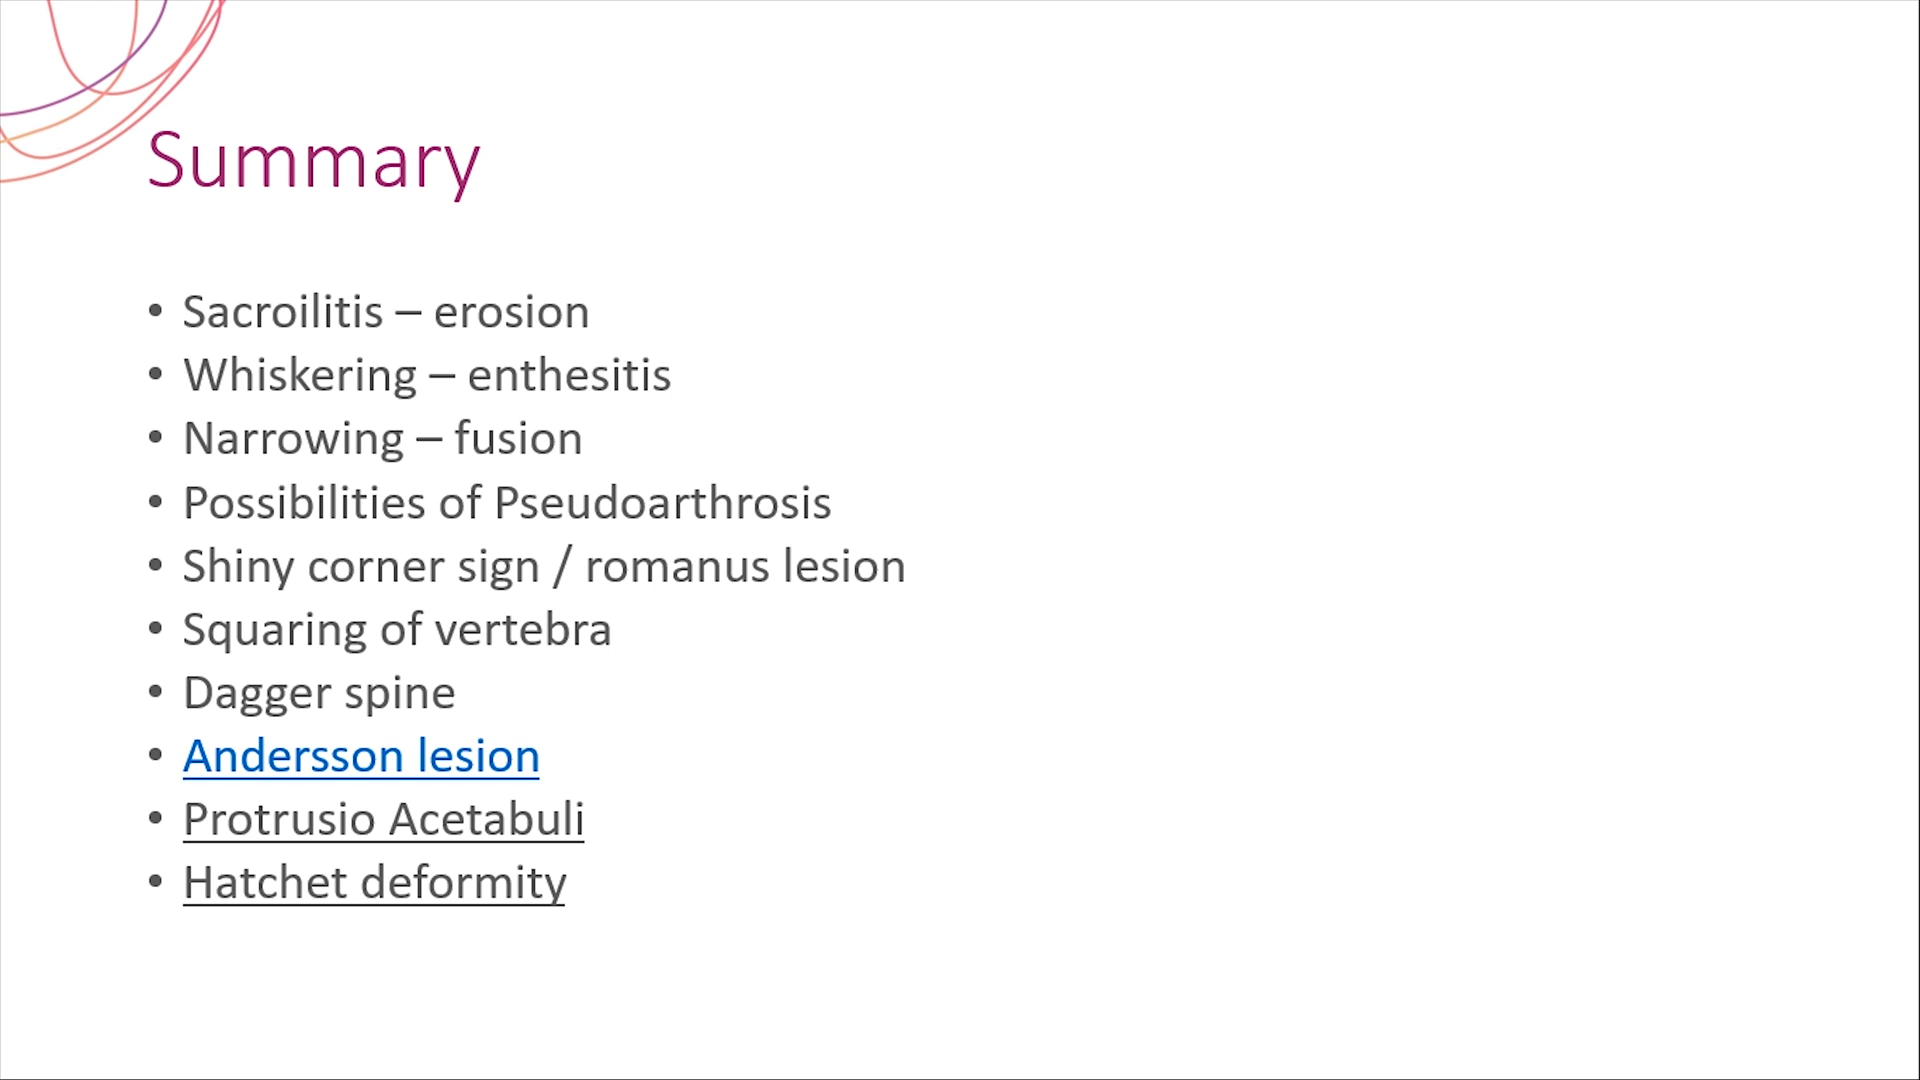 Summary
• Sacroilitis – erosion
• Whiskering – enthesitis
• Narrowing – fusion
• Possibilities of Pseudoarthrosis
• Shiny corner sign / romanus lesion
• Squaring of vertebra
• Dagger spine
• Andersson lesion
• Protrusio Acetabuli
• Hatchet deformity